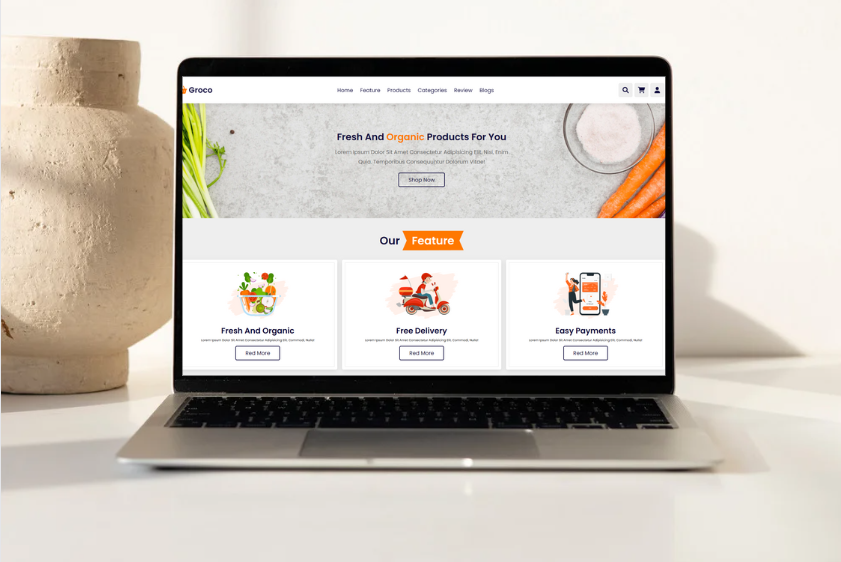 Groco
Home Feature Products Categories Review Blogs
Fresh And Organic Products For You
Lorem Ipsum Dolor Sit Amet Consectetur Adipisicing Elit. Nisi, Enim
Quia, Temporibus Consequuntur Dolorum Vitae!
Shop Now
Our Feature
Fresh And Organic
Lorem Ipsum Dolor Sit Amet Consectetur Adipisicing Elit. Commodi, Nulla!
Red More
Free Delivery
Lorem Ipsum Dolor Sit Amet Consectetur Adipisicing Elit. Commodi, Nulla!
Red More
Easy Payments
Lorem Ipsum Dolor Sit Amet Consectetur Adipisicing Elit. Commodi, Nulla!
Red More